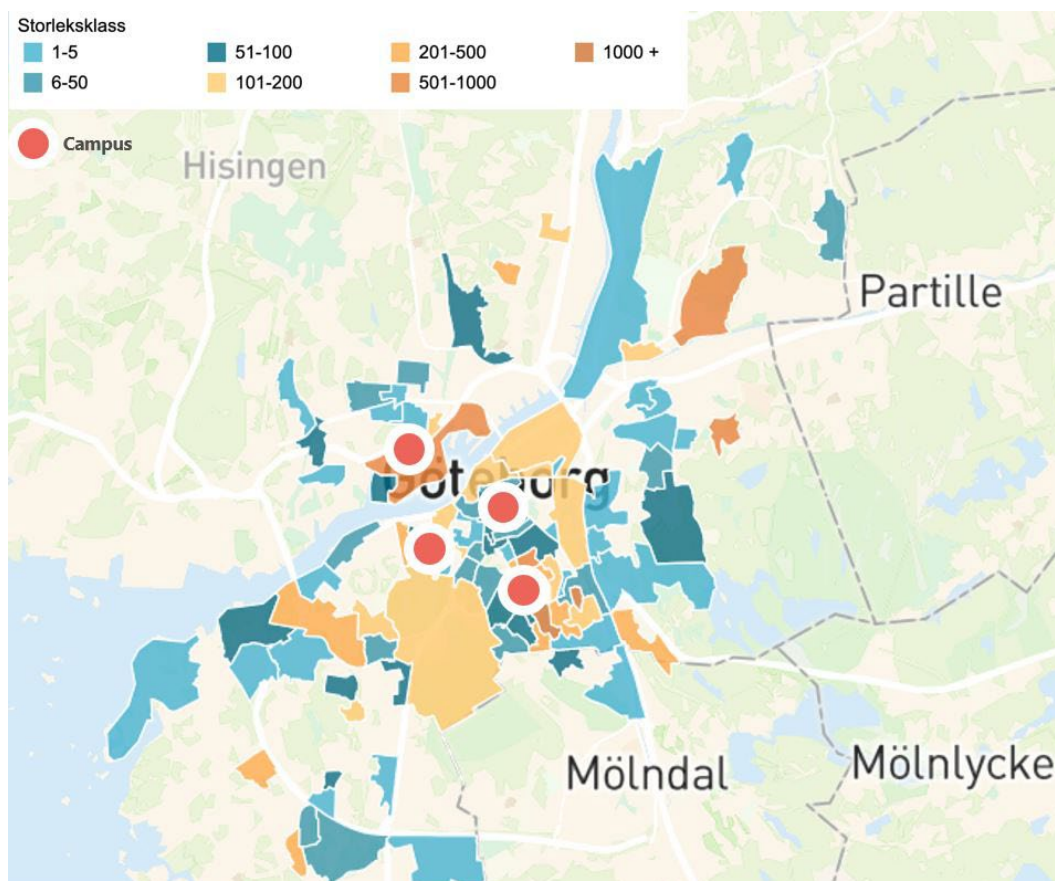 Storleksklass
1-5
51-100
201-500
1000 +
6-50
101-200
501-1000
Campus
Hisingen
Partille
Göteborg
Mölndal
Mölnlycke